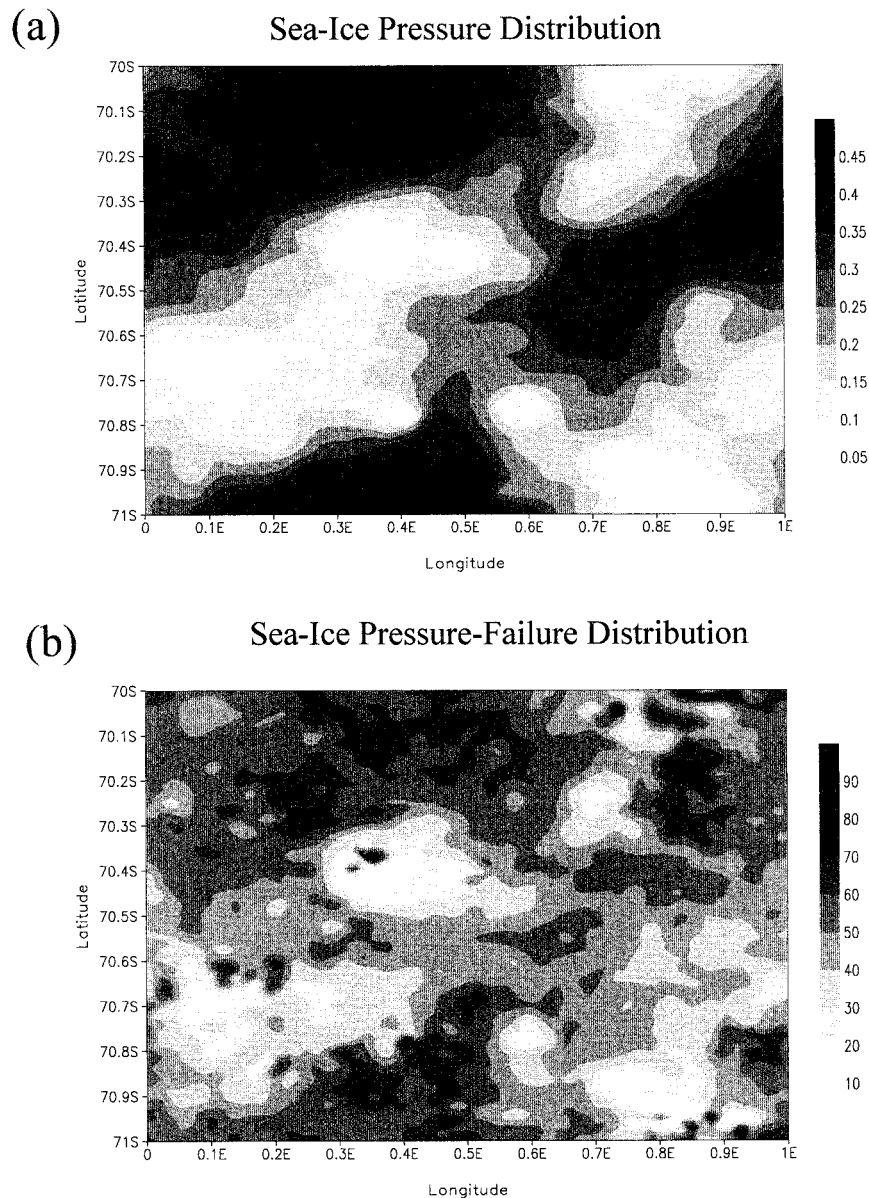 (a)
Sea-Ice Pressure Distribution
70S
70.1S
70.2S
70.3S
70.4S
70.5S
70.6S
70.7S
70.8S
70.9S
71S
Latitude
0 0.1E 0.2E 0.3E 0.4E 0.5E 0.6E 0.7E 0.8E 0.9E 1E
Longitude
0.45
0.4
0.35
0.3
0.25
0.2
0.15
0.1
0.05
(b)
Sea-Ice Pressure-Failure Distribution
70S
70.1S
70.2S
70.3S
70.4S
70.5S
70.6S
70.7S
70.8S
70.9S
71S
Latitude
0 0.1E 0.2E 0.3E 0.4E 0.5E 0.6E 0.7E 0.8E 0.9E 1E
Longitude
90
80
70
60
50
40
30
20
10